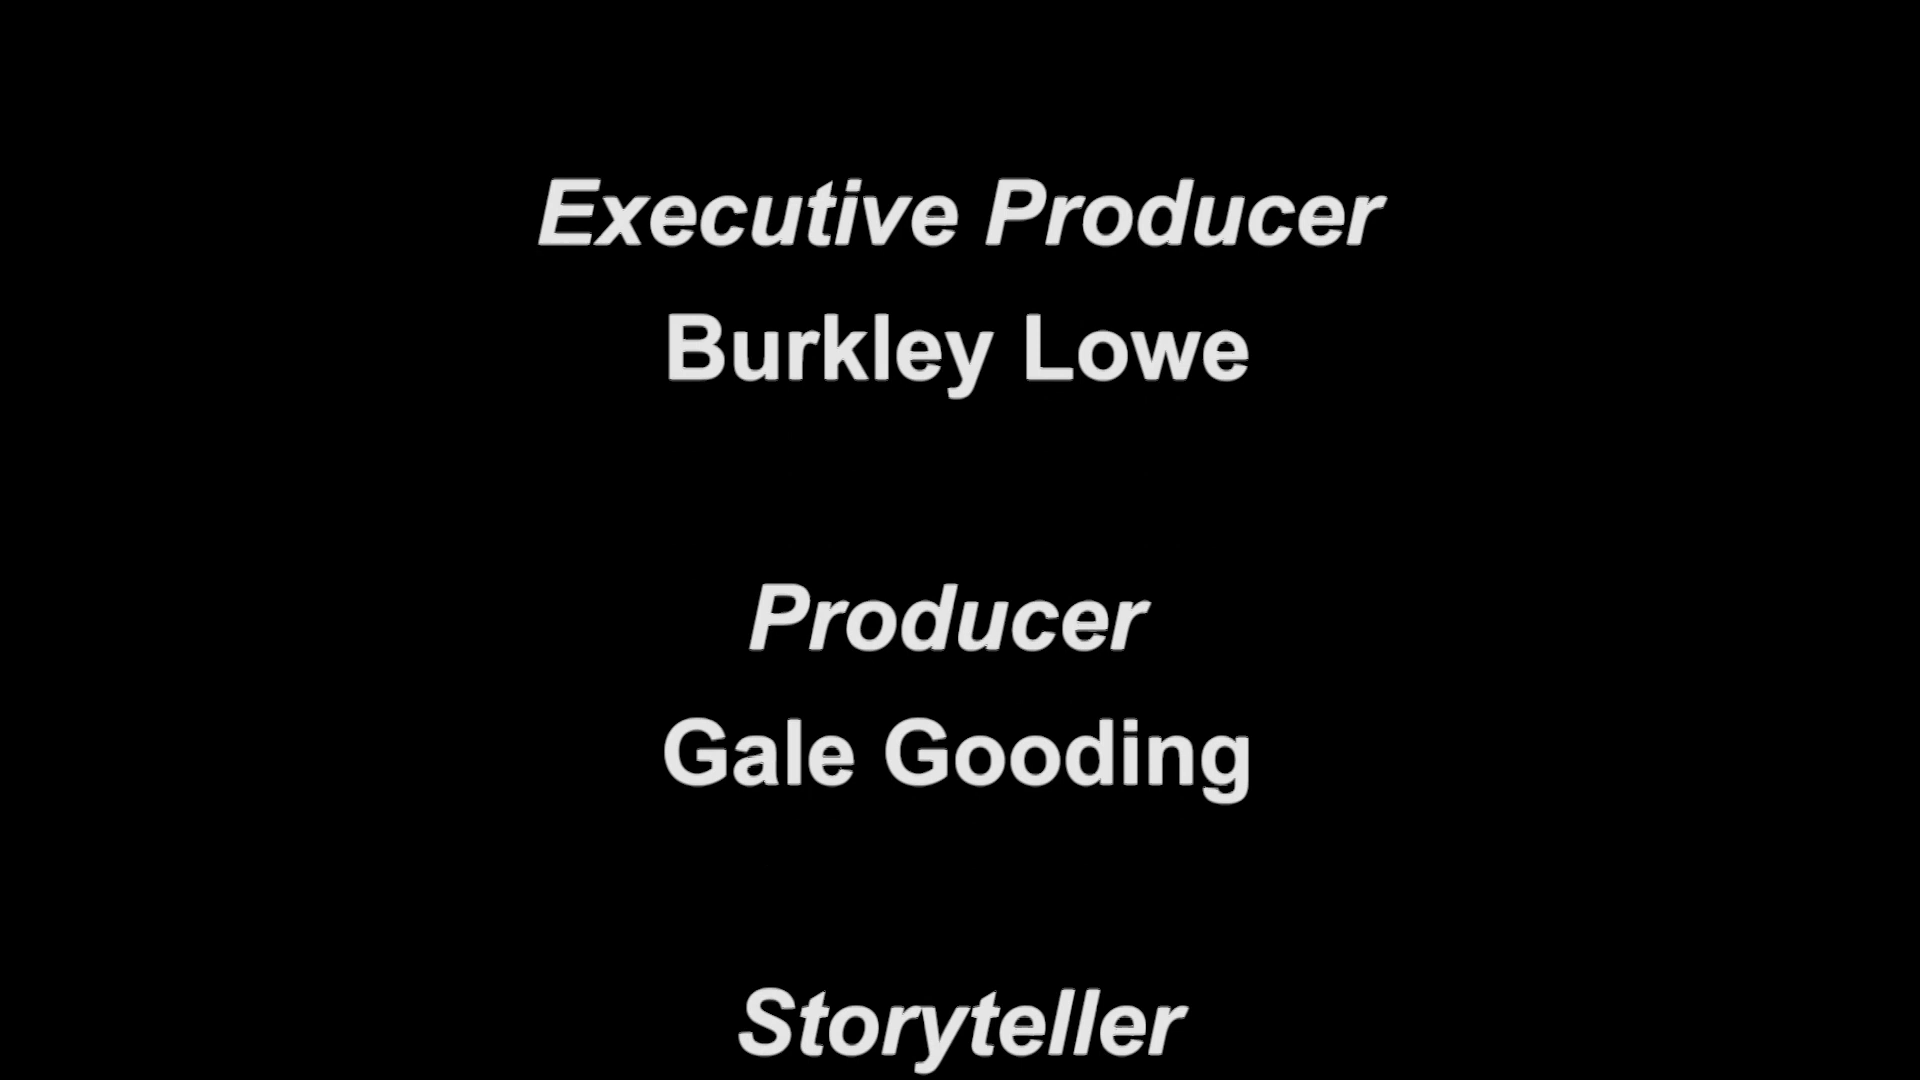 Executive Producer
Burkley Lowe
Producer
Gale Gooding
Storyteller